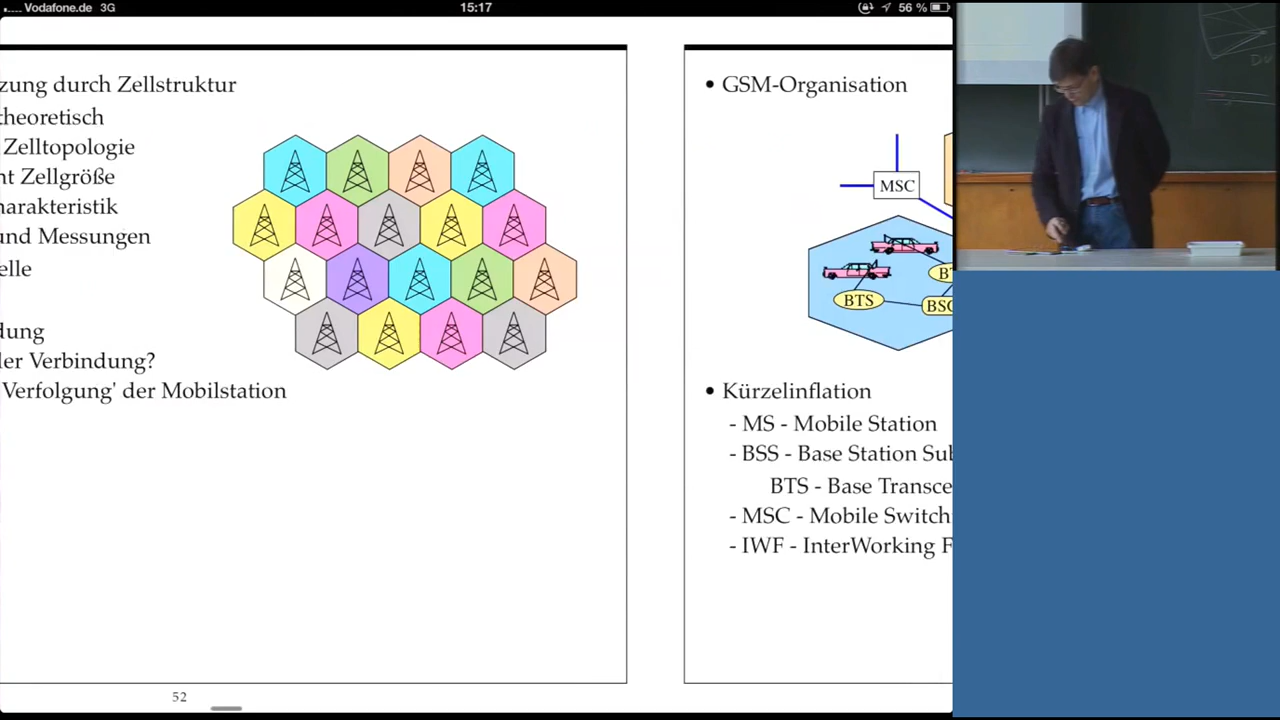 Vodafone.de 3G 15:17 56 %
zung durch Zellstruktur
theoretisch
Zelltopologie
nt Zellgröße
harakteristik
und Messungen
elle
dung
ler Verbindung?
Verfolgung' der Mobilstation
52
• GSM-Organisation
MSC
BTS
BT
BSC
• Kürzelinflation
- MS - Mobile Station
- BSS - Base Station Sub
BTS - Base Transce
- MSC - Mobile Switch
- IWF - InterWorking F